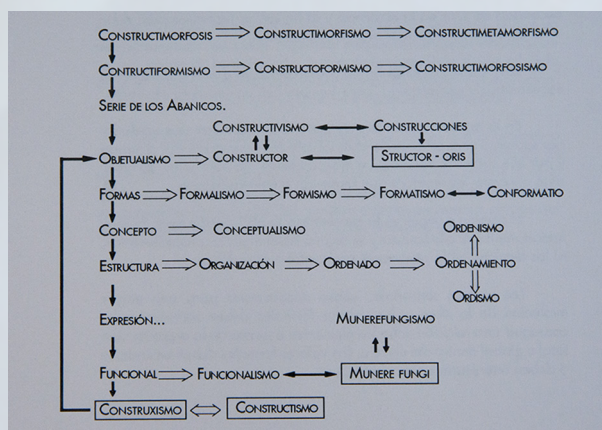 CONSTRUCTIMORFOSIS CONSTRUCTIMORFISMO CONSTRUCTIMETAMORFISMO
CONTRUCTIFORMISMO CONSTRUCTOFORMISMO CONSTRUCTIMORFOSISMO
SERIE DE LOS ABANICOS.
CONSTRUCTIVISMO CONSTRUCCIONES
OBJETUALISMO CONSTRUCTOR STRUCTOR - ORIS
FORMAS FORMALISMO FORMISMO FORMATISMO CONFORMATIO
ORDENISMO
CONCEPTO CONCEPTUALISMO
ESTRUCTURA ORGANIZACIÓN ORDENADO ORDENAMIENTO
ORDISMO
EXPRESIÓN... MUNEREFUNGISMO
FUNCIONAL FUNCIONALISMO MUNERE FUNGI
CONSTRUXISMO CONSTRUCTISMO